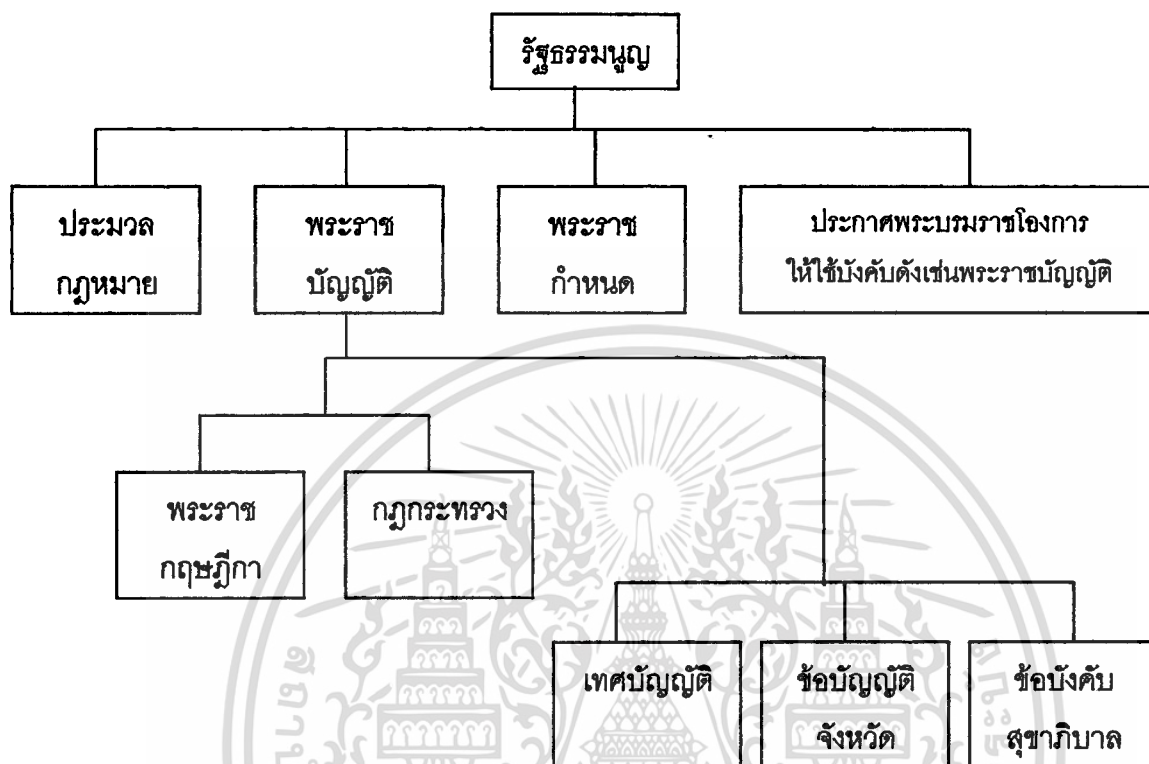 รัฐธรรมนูญ
ประมวล
กฎหมาย
พระราช
บัญญัติ
พระราช
กำหนด
ประกาศพระบรมราชโองการ
ให้ใช้บังคับดังเช่นพระราชบัญญัติ
พระราช
กฤษฎีกา
กฎกระทรวง
เทศบัญญัติ
ข้อบัญญัติ
จังหวัด
ข้อบังคับ
สุขาภิบาล